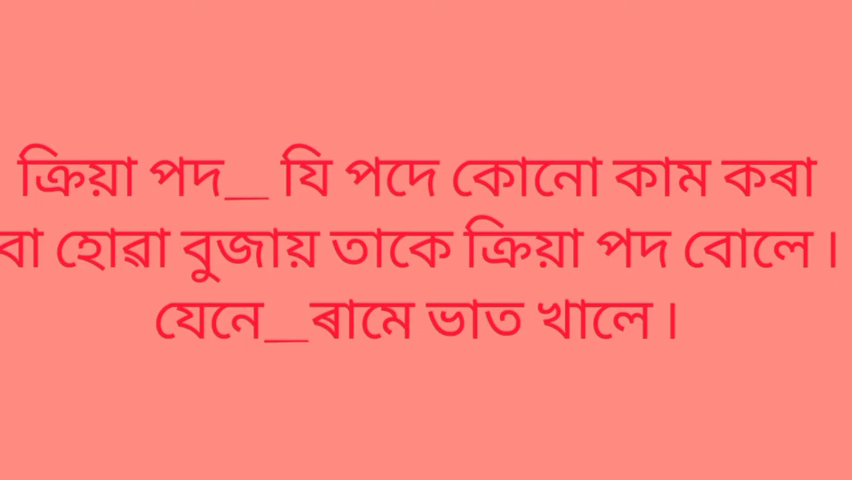 ক্ৰিয়া পদ__ যি পদে কোনো কাম কৰা
বা হোৱা বুজায় তাকে ক্ৰিয়া পদ বোলে ৷
যেনে__ৰামে ভাত খালে ৷